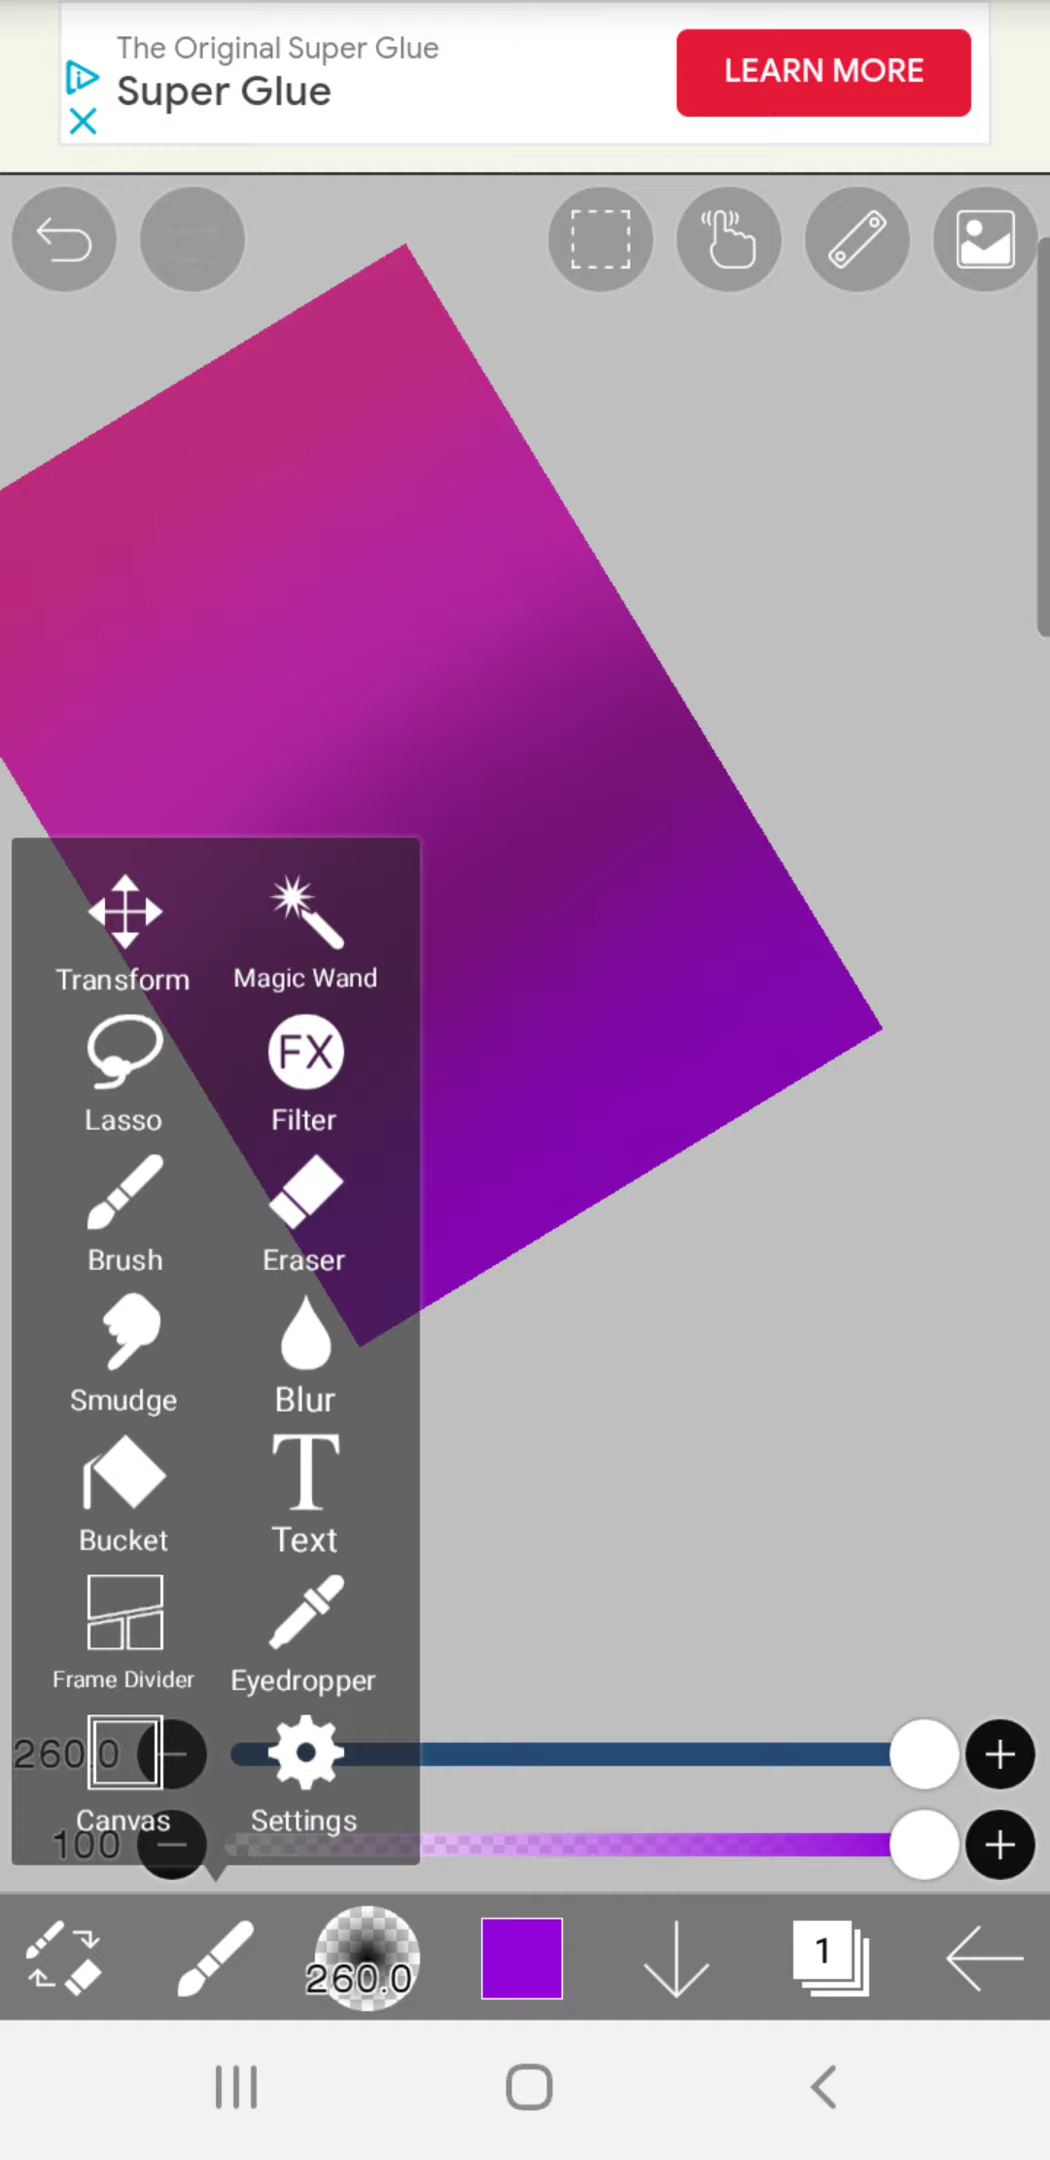 The Original Super Glue
Super Glue
LEARN MORE
Transform
Magic Wand
Lasso
FX
Filter
Brush
Eraser
Smudge
Blur
Bucket
T
Text
Frame Divider
Eyedropper
260.0
Canvas
Settings
100
260.0
1